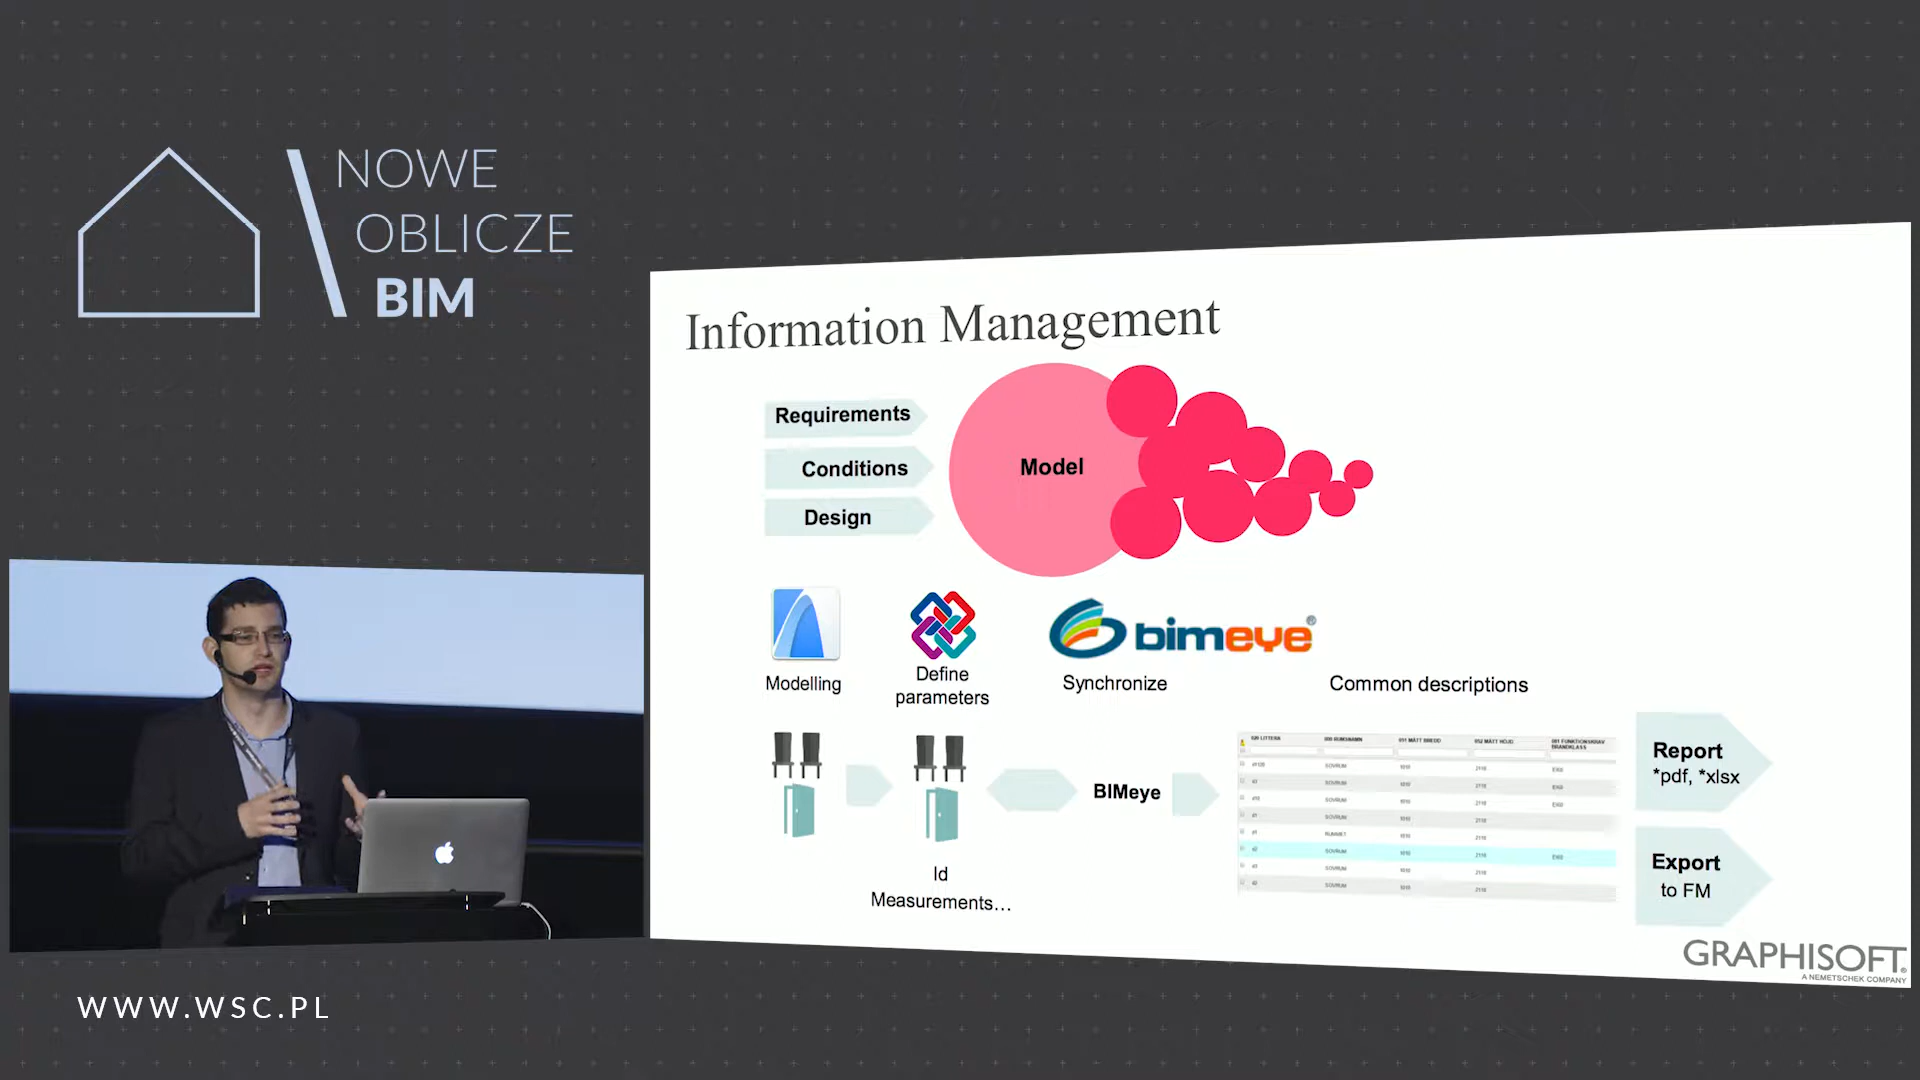 NOWE
OBLICZE
BIM
Information Management
Requirements
Conditions
Design
Model
bimeye®
Modelling
Define
parameters
Synchronize
Common descriptions
BIMeye
Id
Measurements…
Report
*pdf, *xlsx
Export
to FM
GRAPHISOFT®
A NEMETSCHEK COMPANY
WWW.WSC.PL